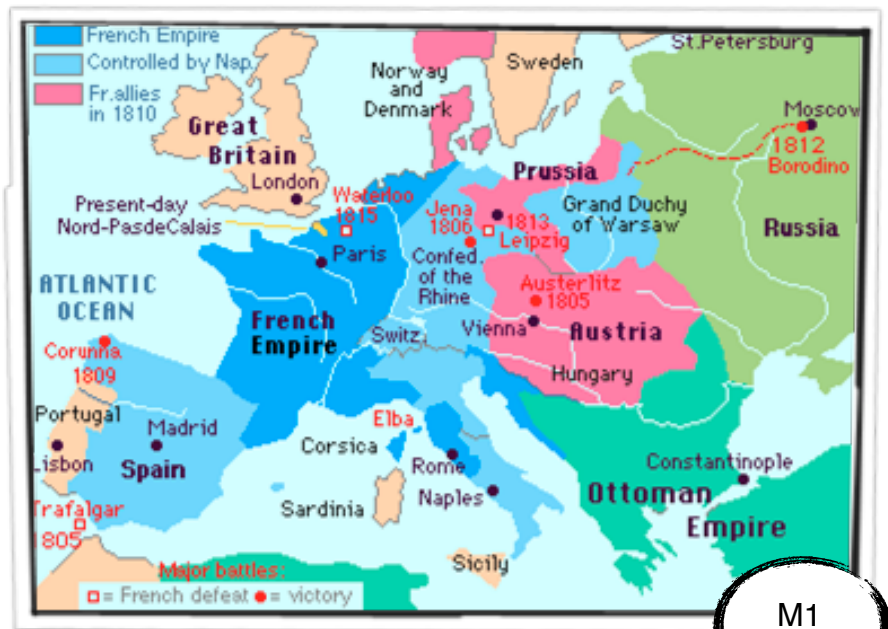 French Empire
Controlled by Nap.
Fr.allies
in 1810
St.Petersburg
Norway
and
Denmark
Sweden
Moscow
1812
Borodino
Great
Britain
London
Prussia
Present-day
Nord-PasdeCalais
Waterloo
1815
Jena
1806
1813
Leipzig
Grand Duchy
of Warsaw
Russia
Paris
Confed.
of the
Rhine
ATLANTIC
OCEAN
Austerlitz
1805
French
Empire
Switz.
Vienna
Austria
Corunna
1809
Hungary
Portugal
Madrid
Elba
Corsica
Lisbon
Spain
Rome
Constantinople
Naples
Ottoman
Empire
Trafalgar
1805
Sardinia
Sicily
Major battles:
= French defeat = victory
M1